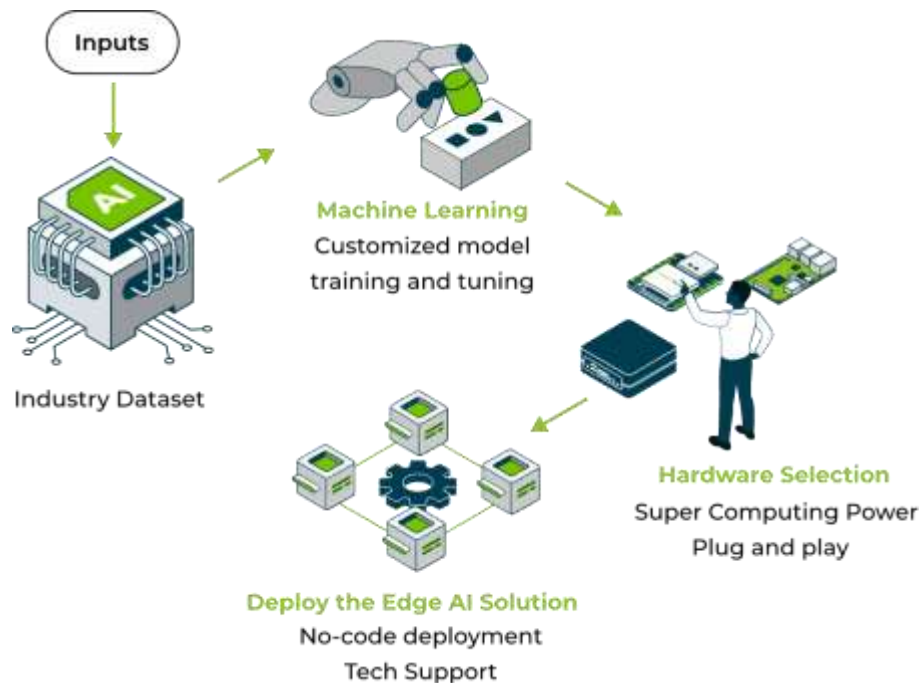 Inputs
AI
Industry Dataset
Machine Learning
Customized model
training and tuning
Hardware Selection
Super Computing Power
Plug and play
Deploy the Edge AI Solution
No-code deployment
Tech Support